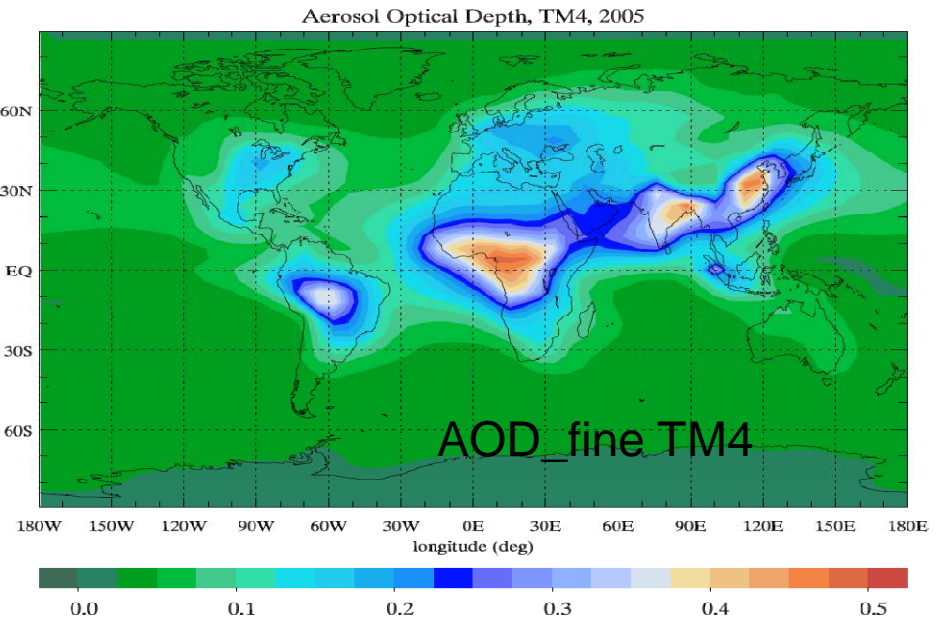 Aerosol Optical Depth, TM4, 2005
60N
30N
EQ
30S
60S
AOD_fine TM4
180W 150W 120W 90W 60W 30W 0E 30E 60E 90E 120E 150E 180E
longitude (deg)
0.0 0.1 0.2 0.3 0.4 0.5